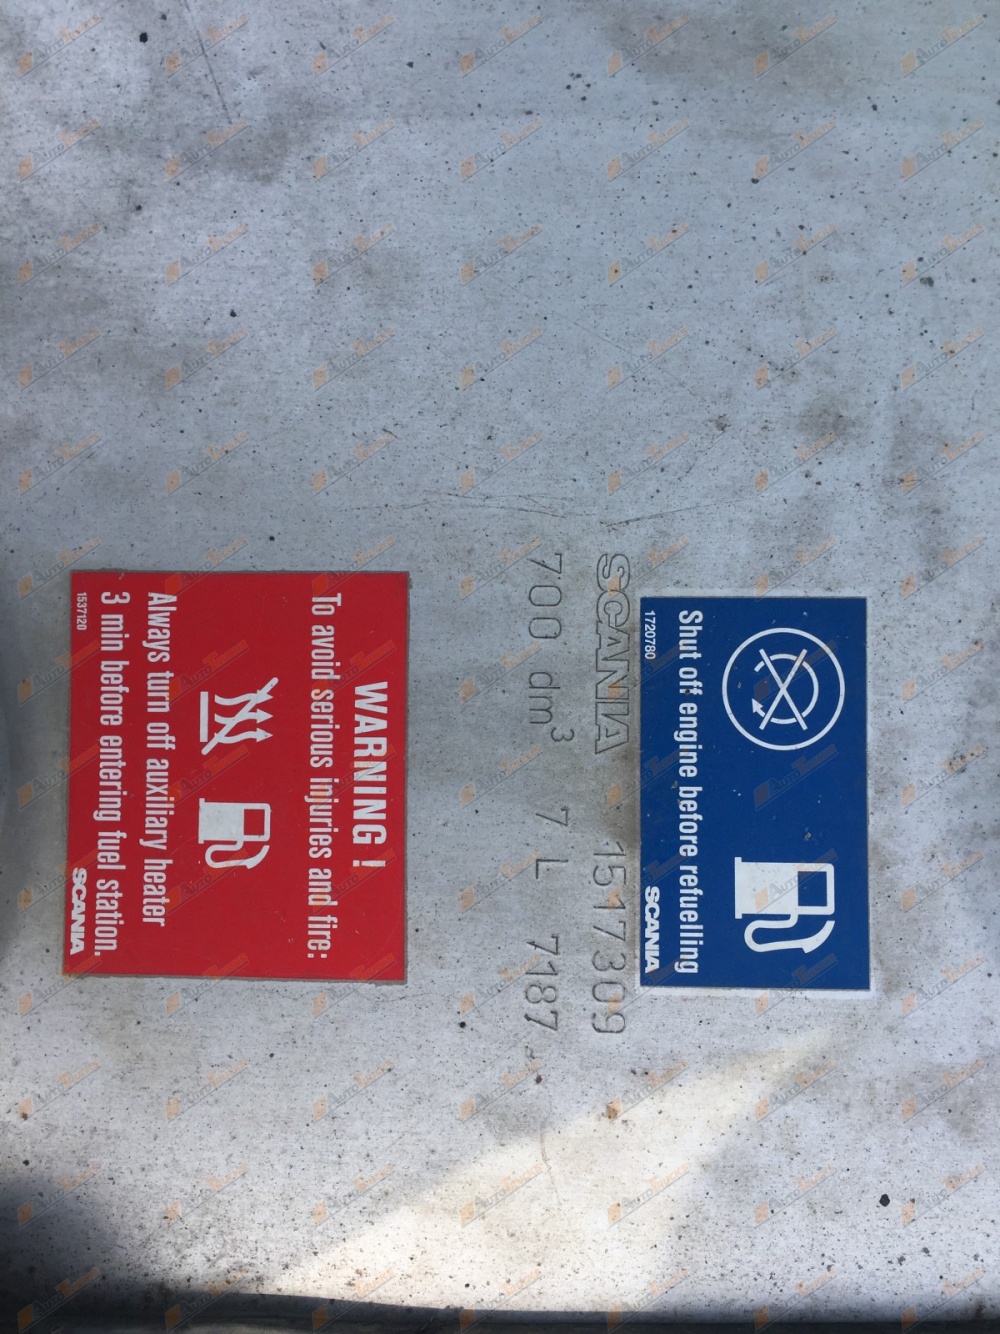 Shut off engine before refuelling
1720780
SCANIA
SCANIA 1517309
700 dm³ 7 L 7187
WARNING !
To avoid serious injuries and fire:
Always turn off auxiliary heater
3 min before entering fuel station.
1537120
SCANIA